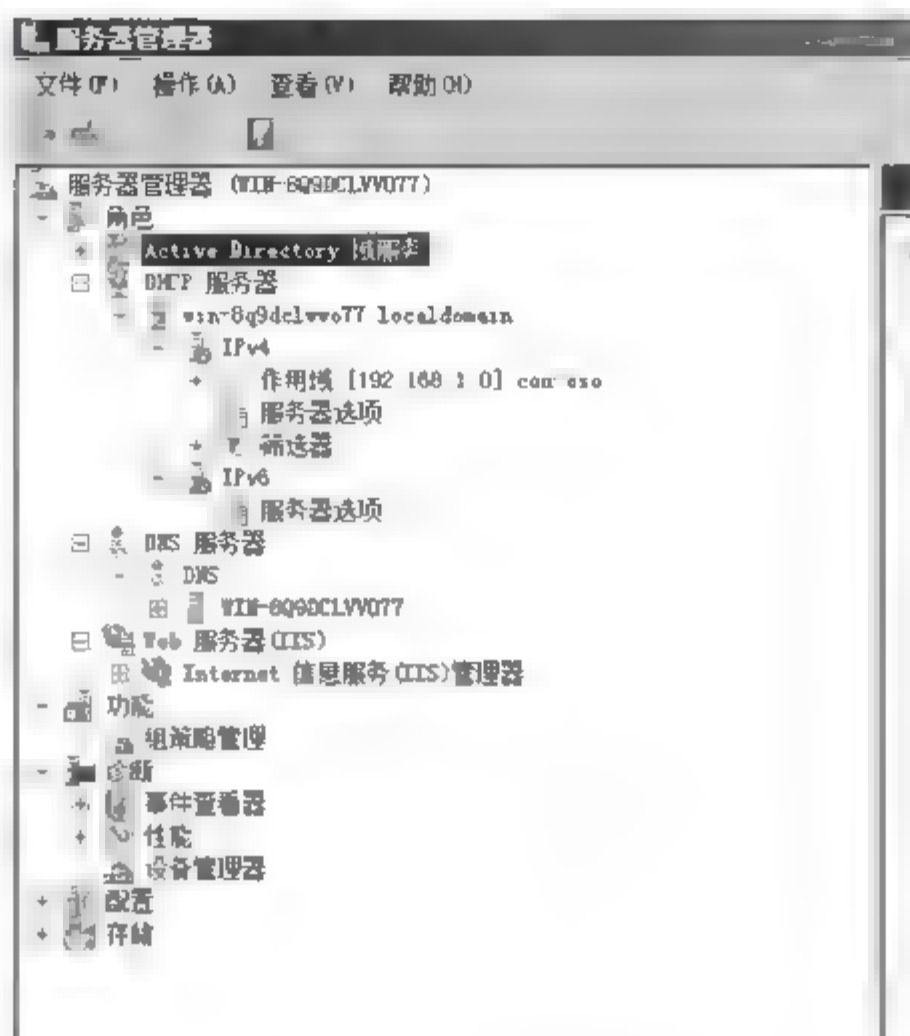 服务器管理器
文件(F) 操作(A) 查看(V) 帮助(H)
服务器管理器 (WIN-8Q9DCLVVO77)
角色
Active Directory 域服务
DHCP 服务器
win-8q9dclvvo77 localdomain
IPv4
作用域 [192 168 1 0]
服务器选项
筛选器
IPv6
服务器选项
DNS 服务器
DNS
WIN-8Q9DCLVVO77
Web 服务器(IIS)
Internet 信息服务(IIS)管理器
功能
组策略管理
诊断
事件查看器
性能
设备管理器
配置
存储